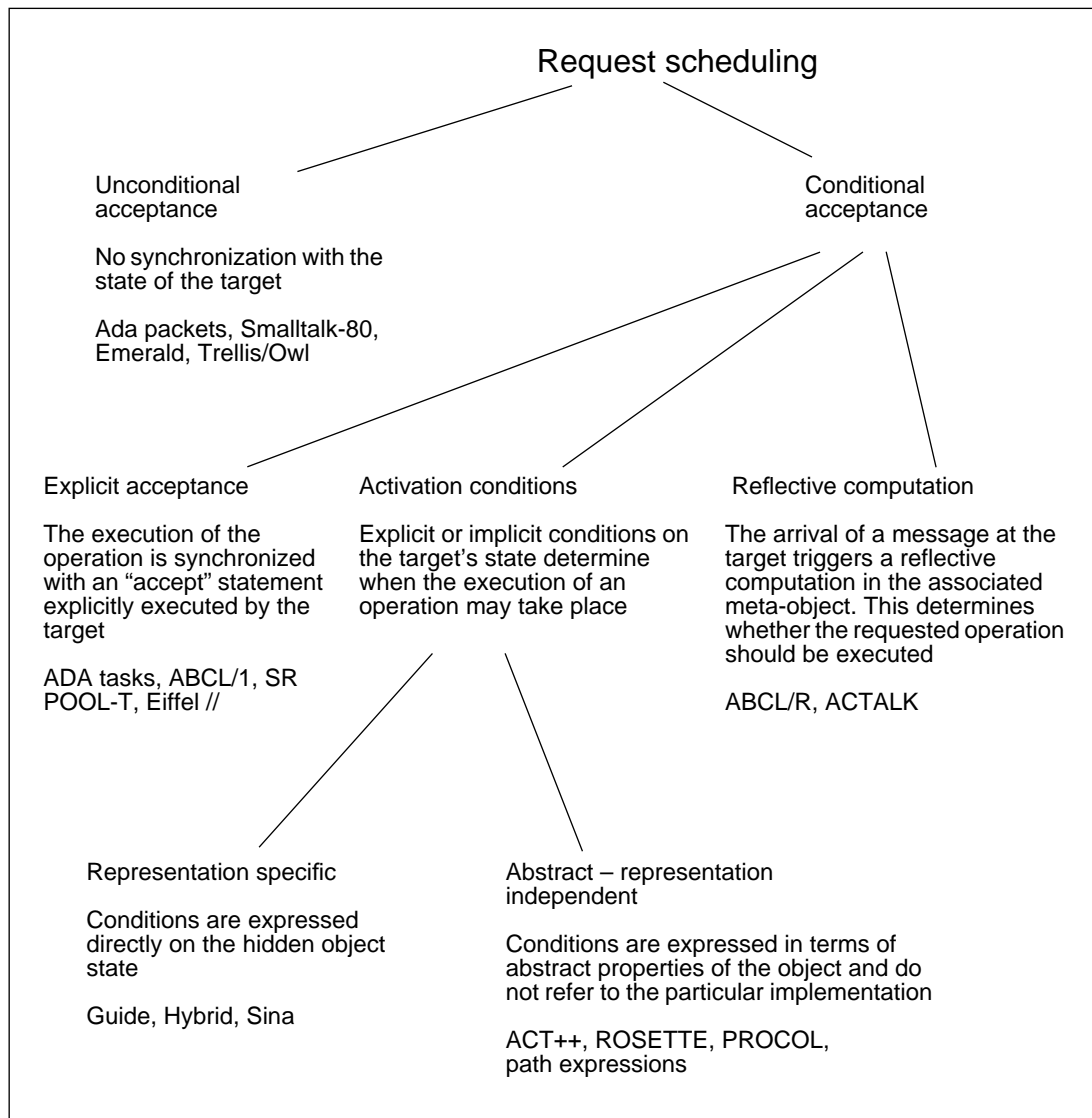 Request scheduling
Unconditional
acceptance
No synchronization with the
state of the target
Ada packets, Smalltalk-80,
Emerald, Trellis/Owl
Conditional
acceptance
Explicit acceptance
The execution of the
operation is synchronized
with an “accept” statement
explicitly executed by the
target
ADA tasks, ABCL/1, SR
POOL-T, Eiffel //
Activation conditions
Explicit or implicit conditions on
the target’s state determine
when the execution of an
operation may take place
Reflective computation
The arrival of a message at the
target triggers a reflective
computation in the associated
meta-object. This determines
whether the requested operation
should be executed
ABCL/R, ACTALK
Representation specific
Conditions are expressed
directly on the hidden object
state
Guide, Hybrid, Sina
Abstract – representation
independent
Conditions are expressed in terms of
abstract properties of the object and do
not refer to the particular implementation
ACT++, ROSETTE, PROCOL,
path expressions